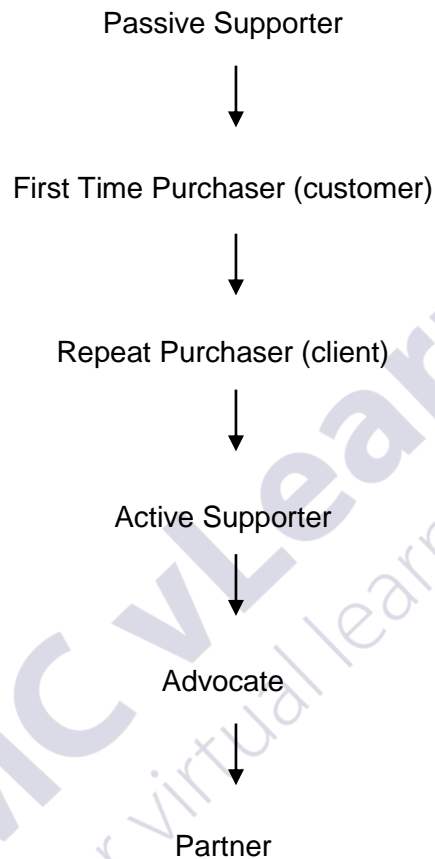 Passive Supporter
First Time Purchaser (customer)
Repeat Purchaser (client)
Active Supporter
Advocate
Partner